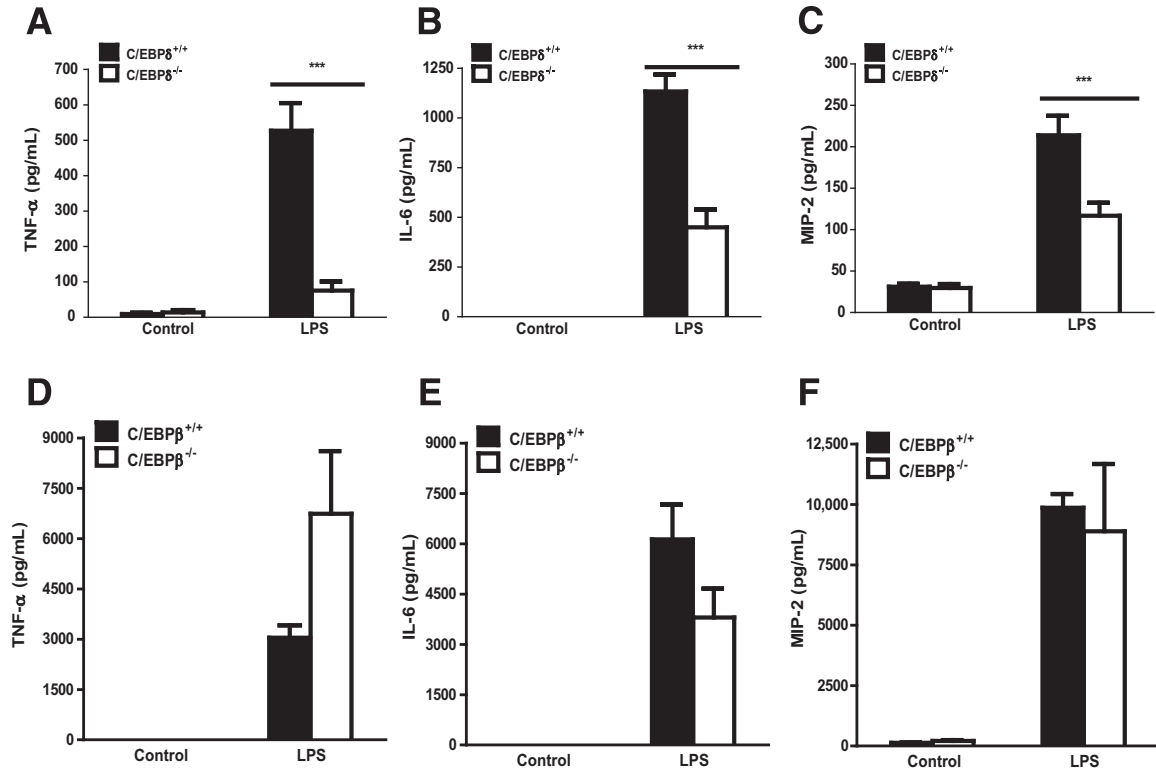 A
C/EBPδ+/+
C/EBPδ-/-
***
700
600
500
400
300
200
100
0
TNF-α (pg/mL)
Control
LPS
B
C/EBPδ+/+
C/EBPδ-/-
***
1250
1000
750
500
250
0
IL-6 (pg/mL)
Control
LPS
C
C/EBPδ+/+
C/EBPδ-/-
***
300
250
200
150
100
50
0
MIP-2 (pg/mL)
Control
LPS
D
C/EBPβ+/+
C/EBPβ-/-
9000
7500
6000
4500
3000
1500
0
TNF-α (pg/mL)
Control
LPS
E
C/EBPβ+/+
C/EBPβ-/-
9000
7500
6000
4500
3000
1500
0
IL-6 (pg/mL)
Control
LPS
F
C/EBPβ+/+
C/EBPβ-/-
12,500
10,000
7500
5000
2500
0
MIP-2 (pg/mL)
Control
LPS